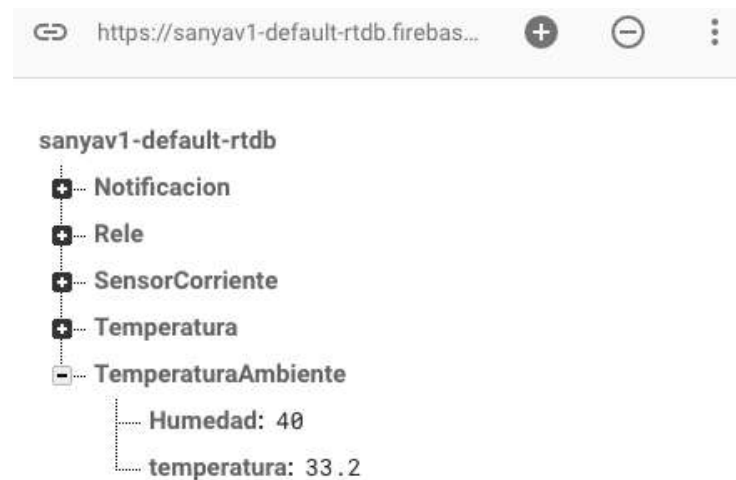 https://sanyav1-default-rtdb.firebas...
sanyav1-default-rtdb
Notificacion
Rele
SensorCorriente
Temperatura
TemperaturaAmbiente
Humedad: 40
temperatura: 33.2